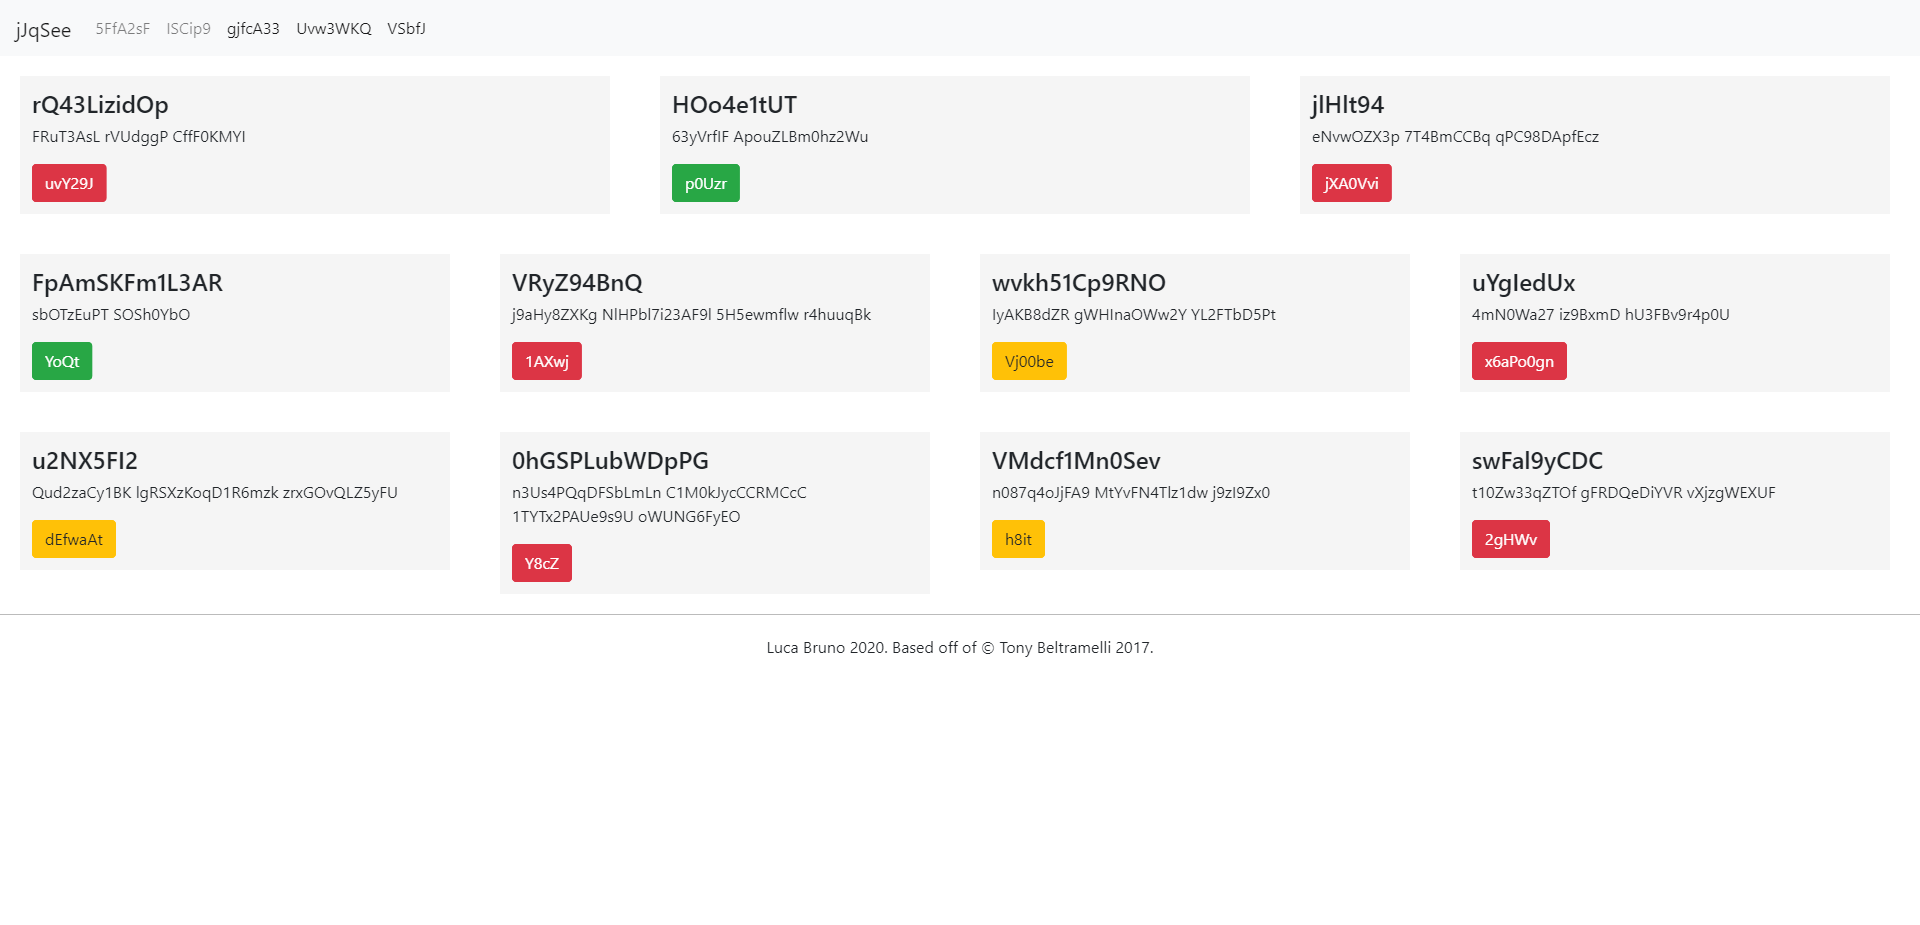 jJqSee 5FfA2sF ISCip9 gjfcA33 Uvw3WKQ VSbfJ
rQ43LizidOp
FRuT3AsL rVUdggP CffF0KMYI
uvY29J
HOo4e1tUT
63yVrfIF ApouZLBm0hz2Wu
p0Uzr
jlHlt94
eNvwOZX3p 7T4BmCCBq qPC98DApfEcz
jXA0Vvi
FpAmSKFm1L3AR
sbOTzEuPT SOSh0YbO
YoQt
VRyZ94BnQ
j9aHy8ZXKg NlHPbl7i23AF9l 5H5ewmflw r4huuqBk
1AXwj
wvkh51Cp9RNO
IyAKB8dZR gWHInaOWw2Y YL2FTbD5Pt
Vj00be
uYgIedUx
4mN0Wa27 iz9BxmD hU3FBv9r4p0U
x6aPo0gn
u2NX5FI2
Qud2zaCy1BK lgRSXzKoqD1R6mzk zrxGOvQLZ5yFU
dEfwaAt
0hGSPLubWDpPG
n3Us4PQqDFSbLmLn C1M0kJycCCRMCcC
1TYTx2PAUe9s9U oWUNG6FyEO
Y8cZ
VMdcf1Mn0Sev
n087q4oJjFA9 MtYvFN4Tlz1dw j9zI9Zx0
h8it
swFal9yCDC
t10Zw33qZTOf gFRDQeDiYVR vXjzgWEXUF
2gHWv
Luca Bruno 2020. Based off of © Tony Beltramelli 2017.